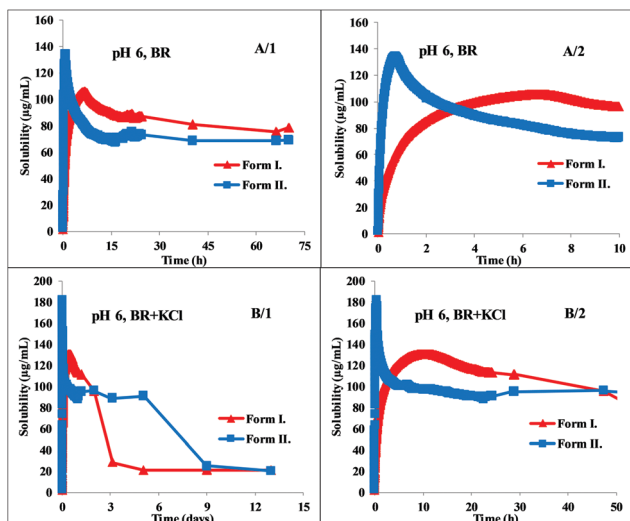 pH 6, BR
A/1
Solubility (µg/mL)
160
140
120
100
80
60
40
20
0
Form I.
Form II.
0
15
30
45
60
75
Time (h)
pH 6, BR
A/2
Solubility (µg/mL)
160
140
120
100
80
60
40
20
0
Form I.
Form II.
0
2
4
6
8
10
Time (h)
pH 6, BR+KCl
B/1
Solubility (µg/mL)
200
180
160
140
120
100
80
60
40
20
0
Form I.
Form II.
0
3
6
9
12
15
Time (days)
pH 6, BR+KCl
B/2
Solubility (µg/mL)
200
180
160
140
120
100
80
60
40
20
0
Form I.
Form II.
0
10
20
30
40
50
Time (h)